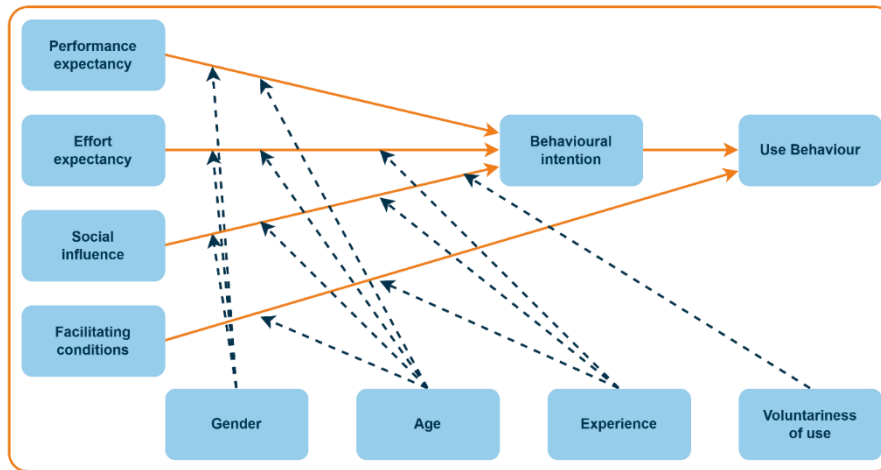 Performance
expectancy
Effort
expectancy
Behavioural
intention
Use Behaviour
Social
influence
Facilitating
conditions
Gender
Age
Experience
Voluntariness
of use